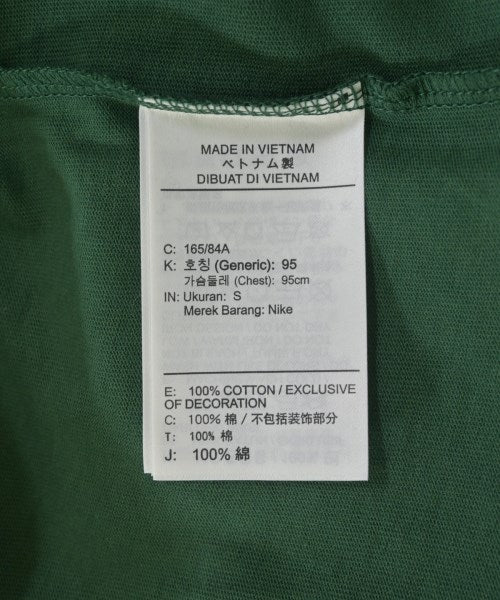 MADE IN VIETNAM
ベトナム製
DIBUAT DI VIETNAM
C: 165/84A
K: 호칭 (Generic): 95
가슴둘레 (Chest): 95cm
IN: Ukuran: S
Merek Barang: Nike
E: 100% COTTON / EXCLUSIVE
OF DECORATION
C: 100% 棉 / 不包括装饰部分
T: 100% 棉
J: 100% 綿